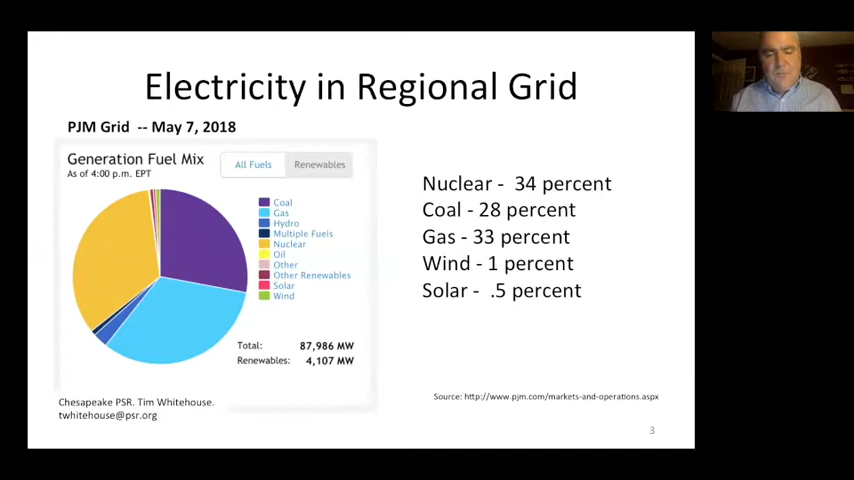 Electricity in Regional Grid
PJM Grid -- May 7, 2018
Generation Fuel Mix
As of 4:00 p.m. EPT
All Fuels
Renewables
Coal
Gas
Hydro
Multiple Fuels
Nuclear
Oil
Other
Other Renewables
Solar
Wind
Total: 87,986 MW
Renewables: 4,107 MW
Nuclear - 34 percent
Coal - 28 percent
Gas - 33 percent
Wind - 1 percent
Solar - .5 percent
Source: http://www.pjm.com/markets-and-operations.aspx
Chesapeake PSR. Tim Whitehouse.
twhitehouse@psr.org
3